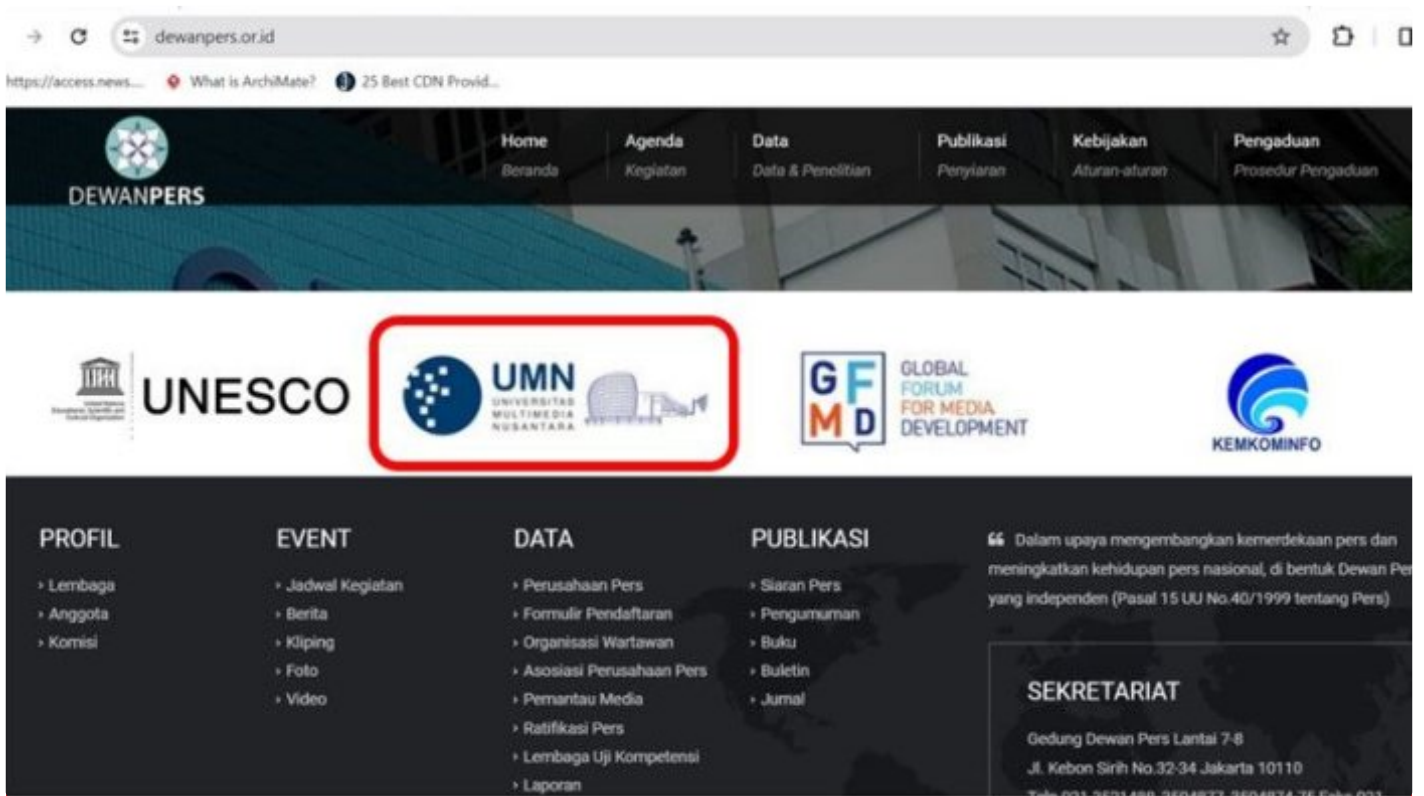 dewanpers.or.id
https://access.news....
What is ArchiMate?
25 Best CDN Provid...
DEWANPERS
Home
Beranda
Agenda
Kegiatan
Data
Data & Penelitian
Publikasi
Penyiaran
Kebijakan
Aturan-aturan
Pengaduan
Prosedur Pengaduan
UNESCO
UMN
UNIVERSITAS
MULTIMEDIA
NUSANTARA
GF
MD
GLOBAL
FORUM
FOR MEDIA
DEVELOPMENT
KEMKOMINFO
PROFIL
› Lembaga
› Anggota
› Komisi
EVENT
› Jadwal Kegiatan
› Berita
› Kliping
› Foto
› Video
DATA
› Perusahaan Pers
› Formulir Pendaftaran
› Organisasi Wartawan
› Asosiasi Perusahaan Pers
› Pemantau Media
› Ratifikasi Pers
› Lembaga Uji Kompetensi
› Laporan
PUBLIKASI
› Siaran Pers
› Pengumuman
› Buku
› Buletin
› Jurnal
❝ Dalam upaya mengembangkan kemerdekaan pers dan
meningkatkan kehidupan pers nasional, di bentuk Dewan Per
yang independen (Pasal 15 UU No.40/1999 tentang Pers)
SEKRETARIAT
Gedung Dewan Pers Lantai 7-8
Jl. Kebon Sirih No.32-34 Jakarta 10110